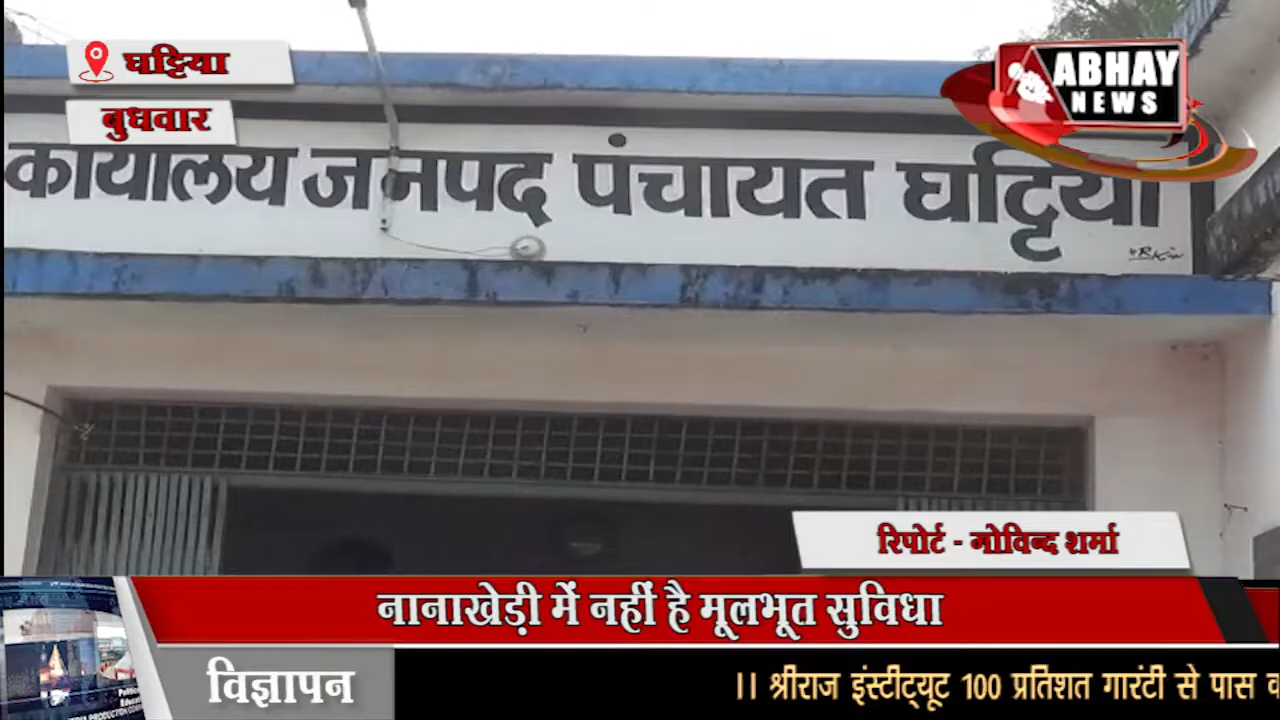 घट्टिया
बुधवार
ABHAY
NEWS
कार्यालय जनपद पंचायत घट्टिया
रिपोर्ट - गोविन्द शर्मा
नानाखेड़ी में नहीं है मूलभूत सुविधा
विज्ञापन
।। श्रीराज इंस्टीट्यूट 100 प्रतिशत गारंटी से पास